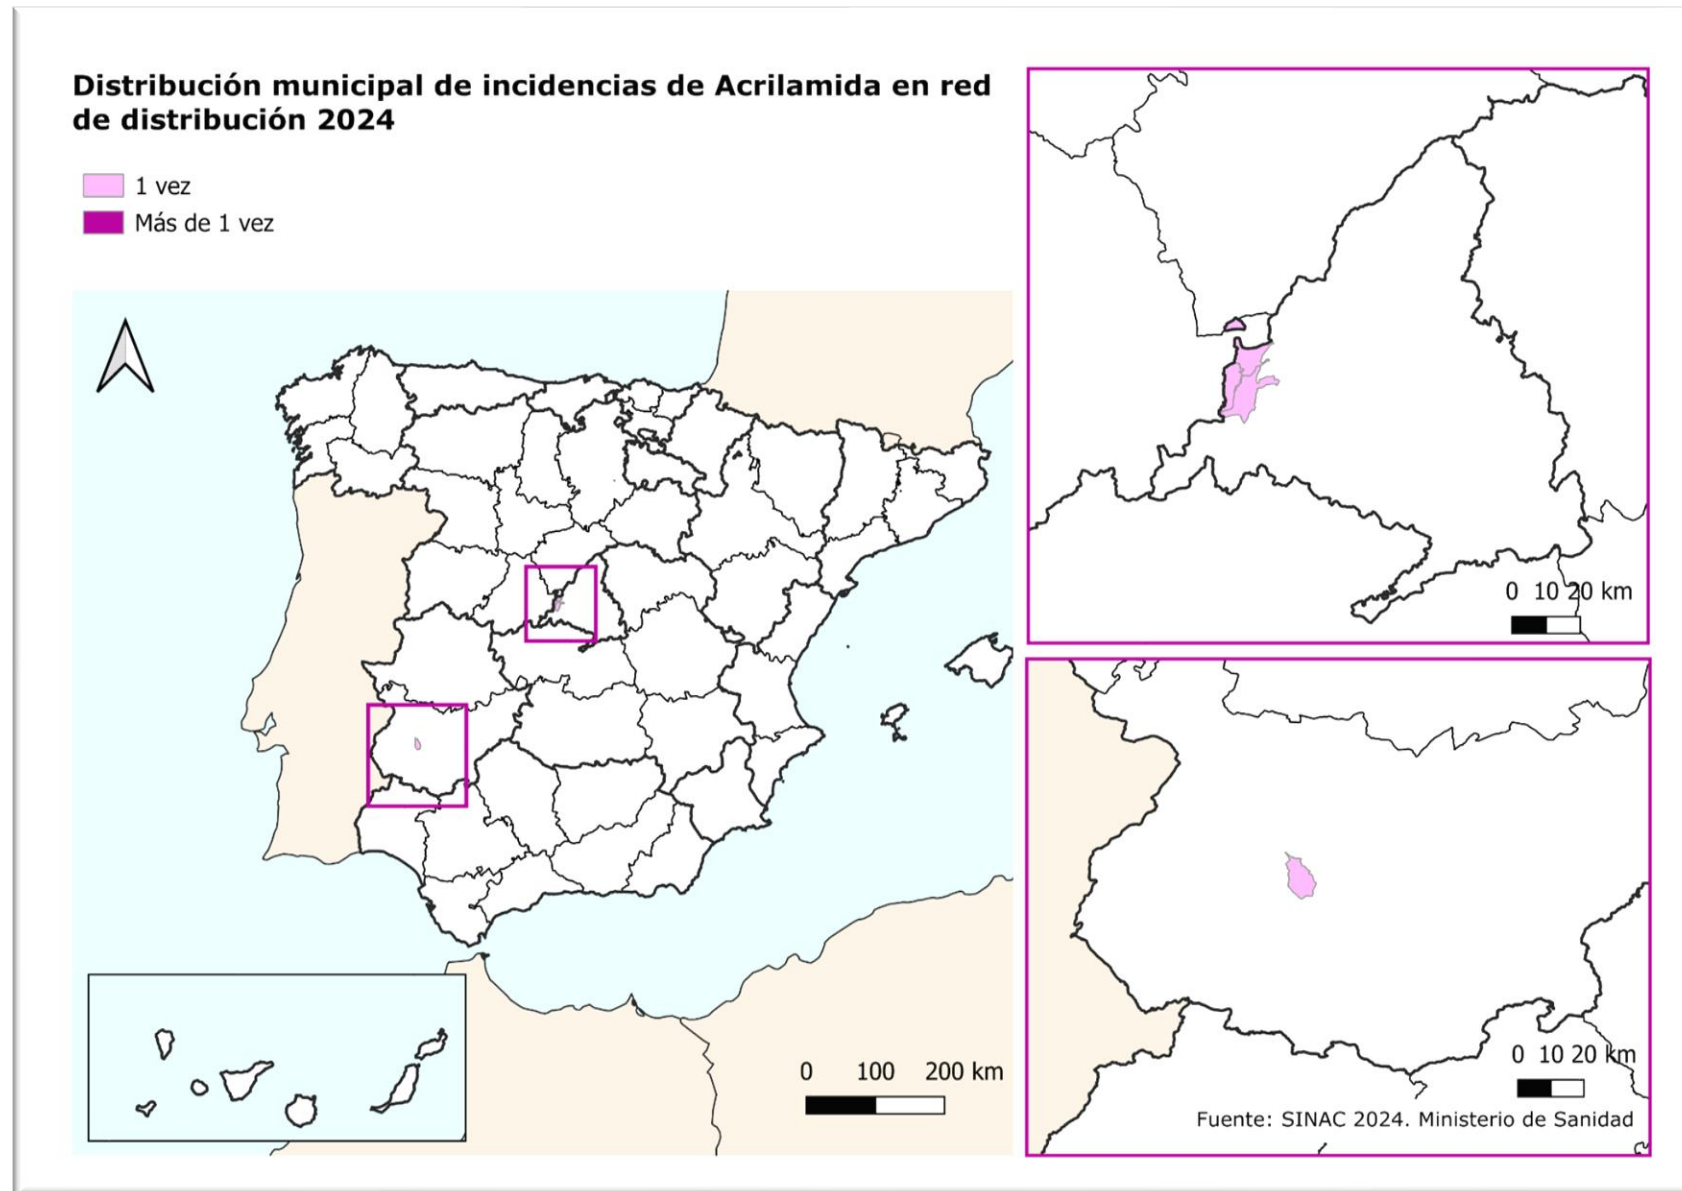 Distribución municipal de incidencias de Acrilamida en red
de distribución 2024
1 vez
Más de 1 vez
0 10 20 km
0 100 200 km
0 10 20 km
Fuente: SINAC 2024. Ministerio de Sanidad